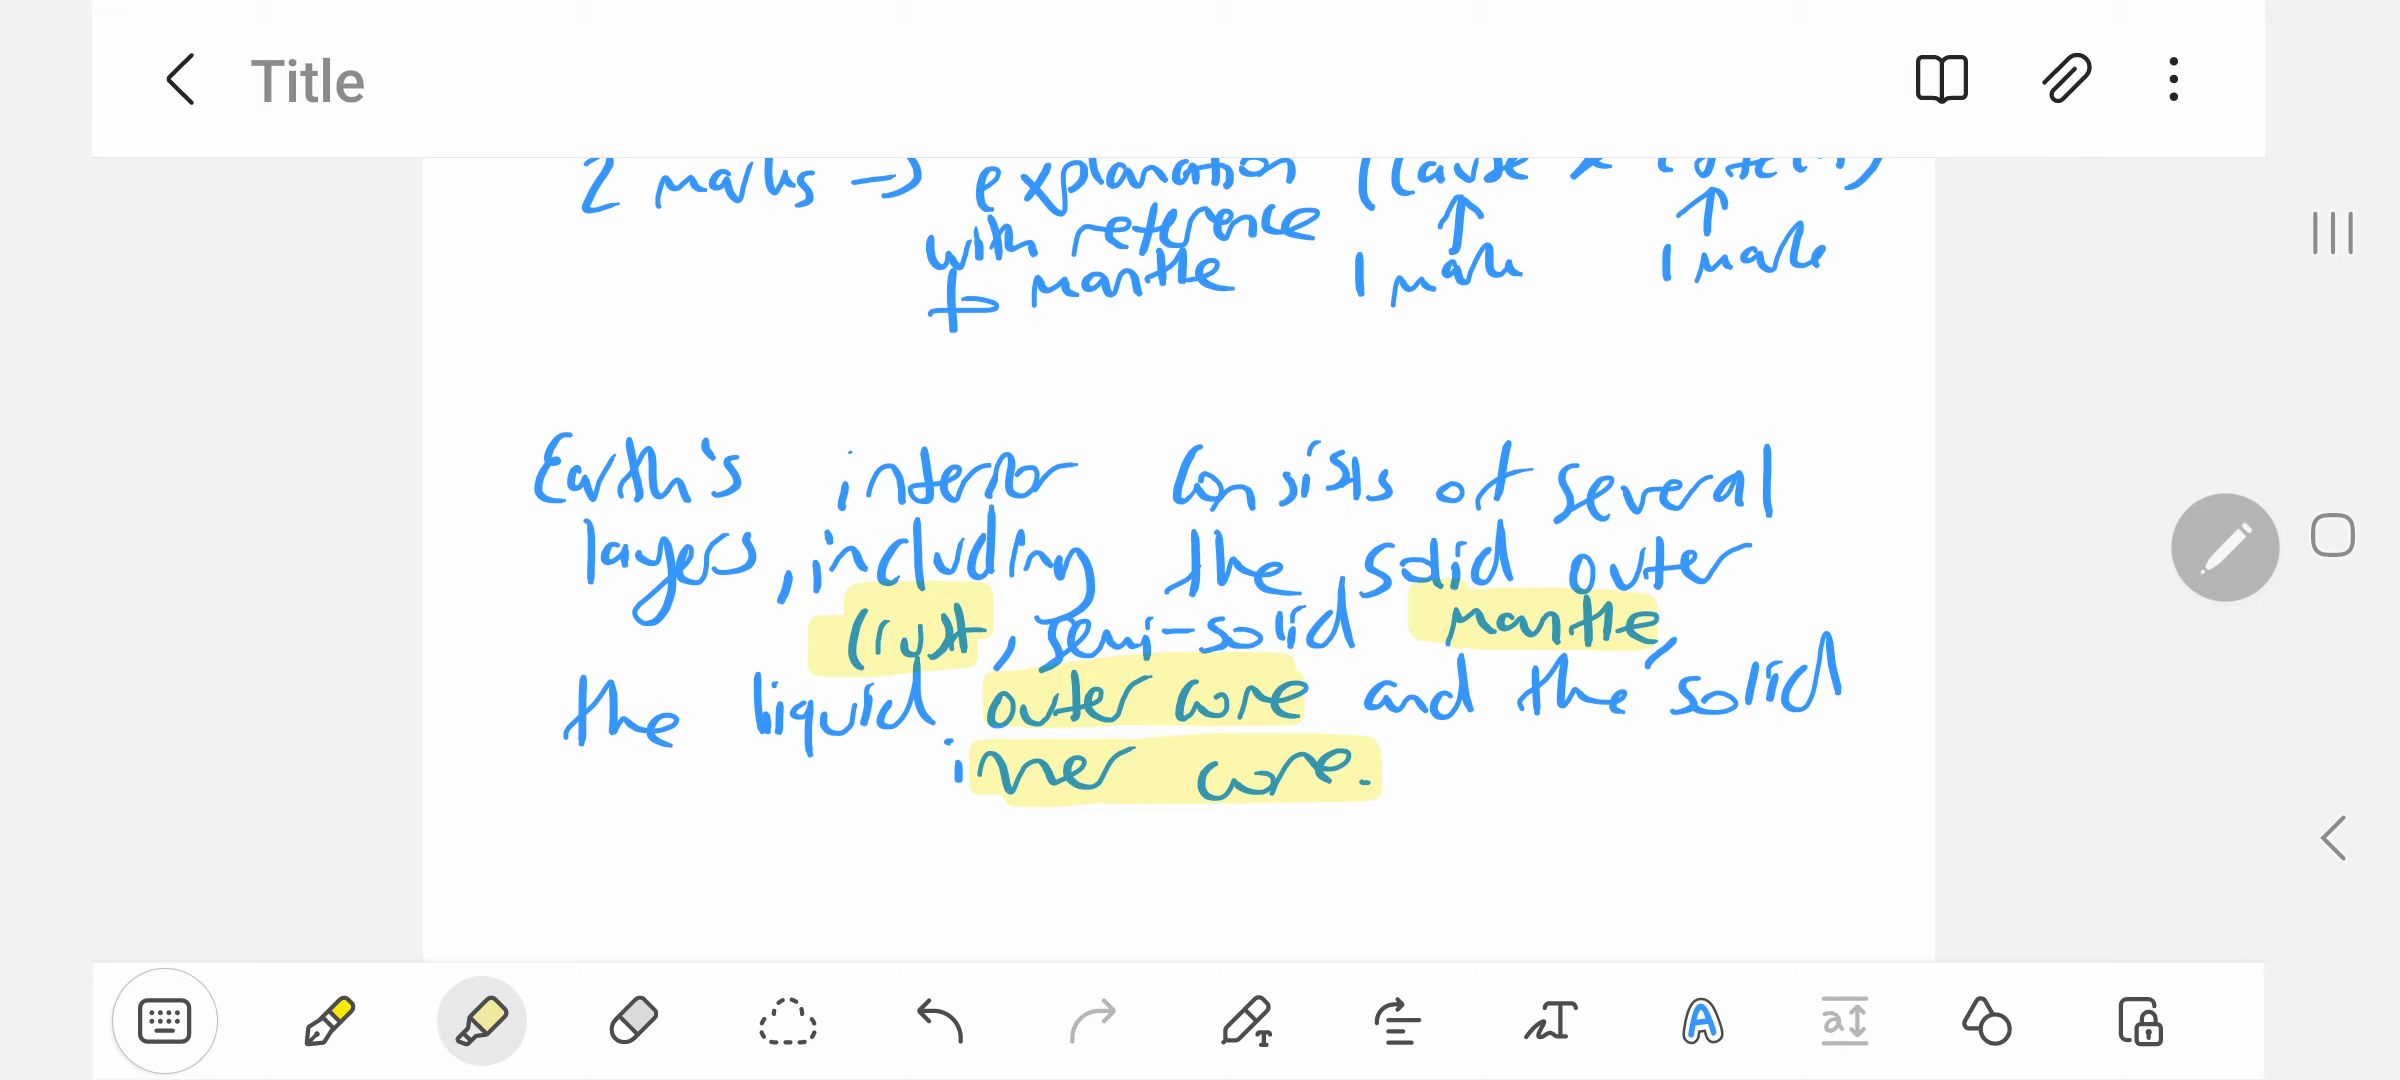 Title
2 marks → explanation (cause &
with reference
to mantle 1 mark 1 mark
Earth's interior consists of several
layers, including the solid outer
crust, semi-solid mantle,
the liquid outer core and the solid
inner core.